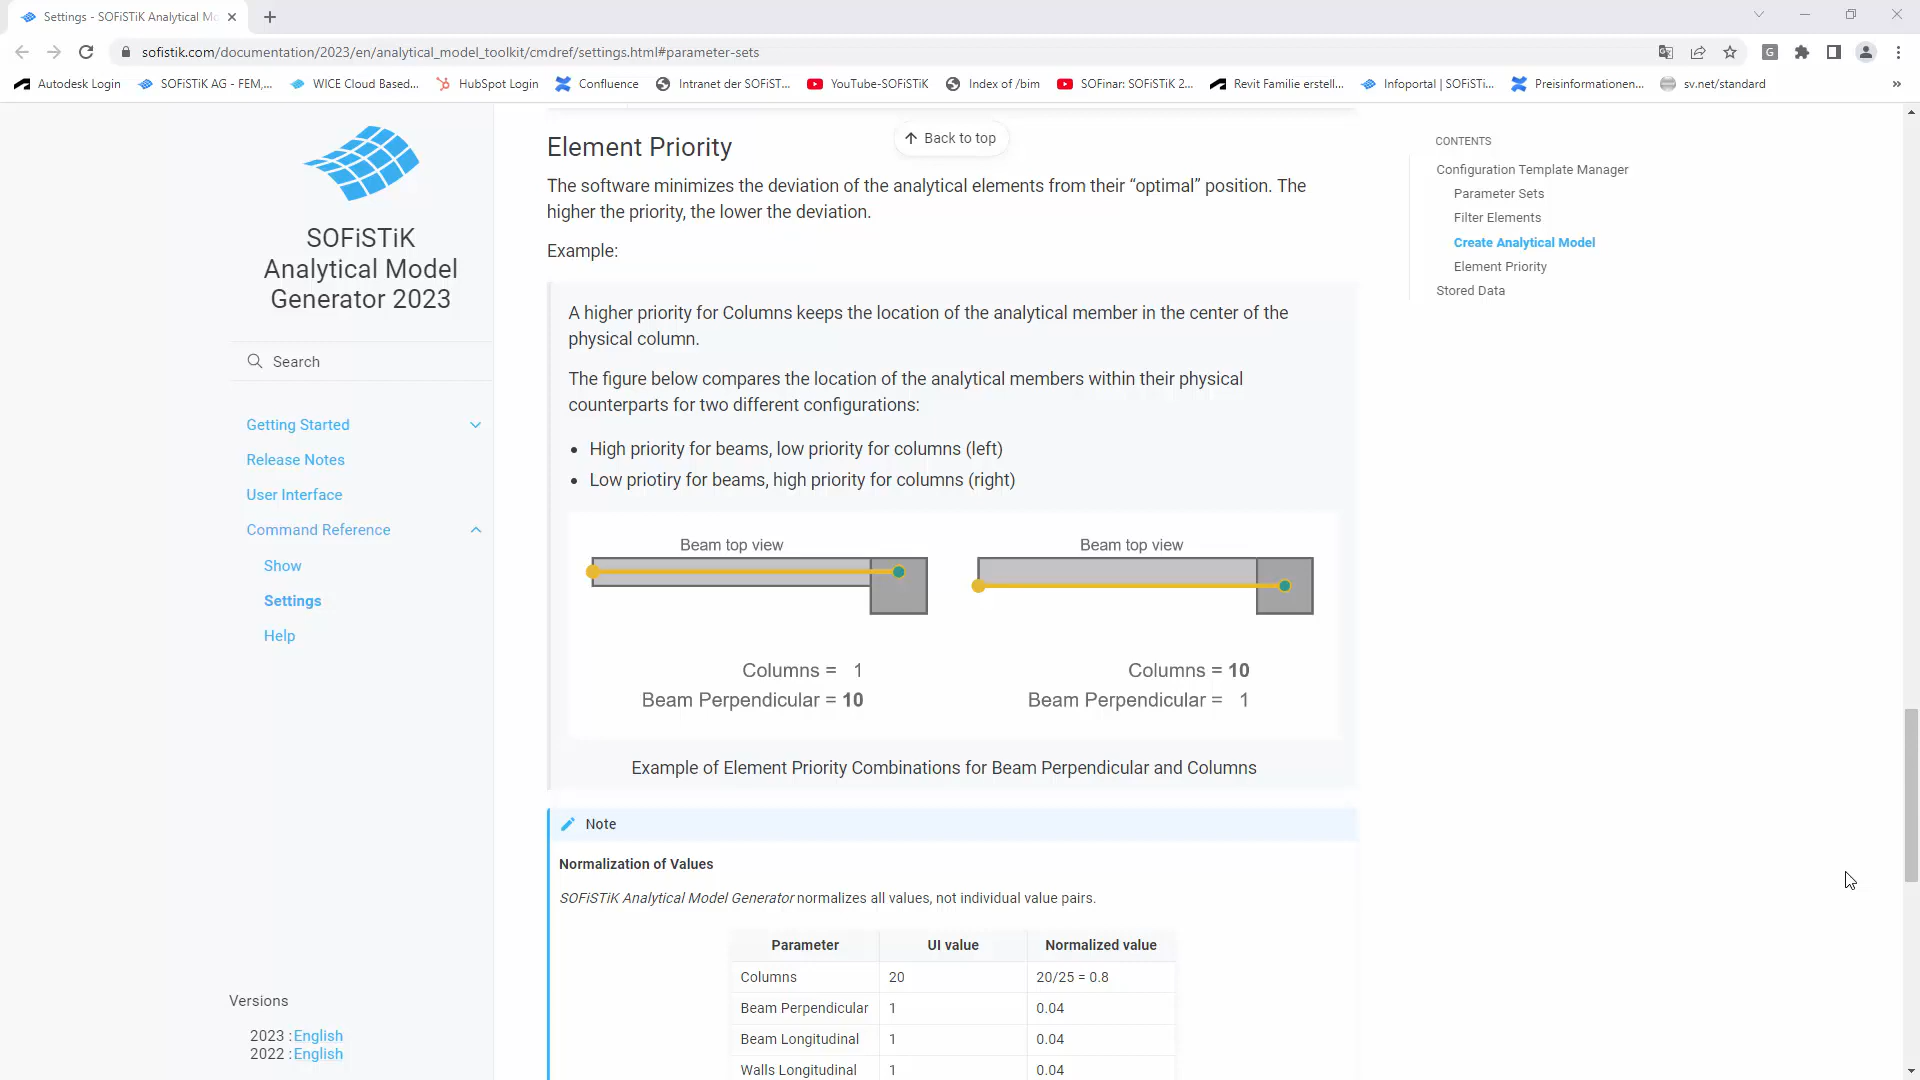 Settings - SOFiSTiK Analytical Mo
sofistik.com/documentation/2023/en/analytical_model_toolkit/cmdref/settings.html#parameter-sets
Autodesk Login
SOFiSTiK AG - FEM,...
WICE Cloud Based...
HubSpot Login
Confluence
Intranet der SOFiST...
YouTube-SOFiSTiK
Index of /bim
SOFinar: SOFiSTiK 2...
Revit Familie erstell...
Infoportal | SOFiSTi...
Preisinformationen...
sv.net/standard
»
SOFiSTiK
Analytical Model
Generator 2023
Search
Getting Started
Release Notes
User Interface
Command Reference
Show
Settings
Help
Versions
2023 :English
2022 :English
Back to top
Element Priority
The software minimizes the deviation of the analytical elements from their “optimal” position. The
higher the priority, the lower the deviation.
Example:
A higher priority for Columns keeps the location of the analytical member in the center of the
physical column.
The figure below compares the location of the analytical members within their physical
counterparts for two different configurations:
• High priority for beams, low priority for columns (left)
• Low priotiry for beams, high priority for columns (right)
Beam top view
Columns = 1
Beam Perpendicular = 10
Beam top view
Columns = 10
Beam Perpendicular = 1
Example of Element Priority Combinations for Beam Perpendicular and Columns
Note
Normalization of Values
SOFiSTiK Analytical Model Generator normalizes all values, not individual value pairs.
Parameter UI value Normalized value
Columns 20 20/25 = 0.8
Beam Perpendicular 1 0.04
Beam Longitudinal 1 0.04
Walls Longitudinal 1 0.04
CONTENTS
Configuration Template Manager
Parameter Sets
Filter Elements
Create Analytical Model
Element Priority
Stored Data